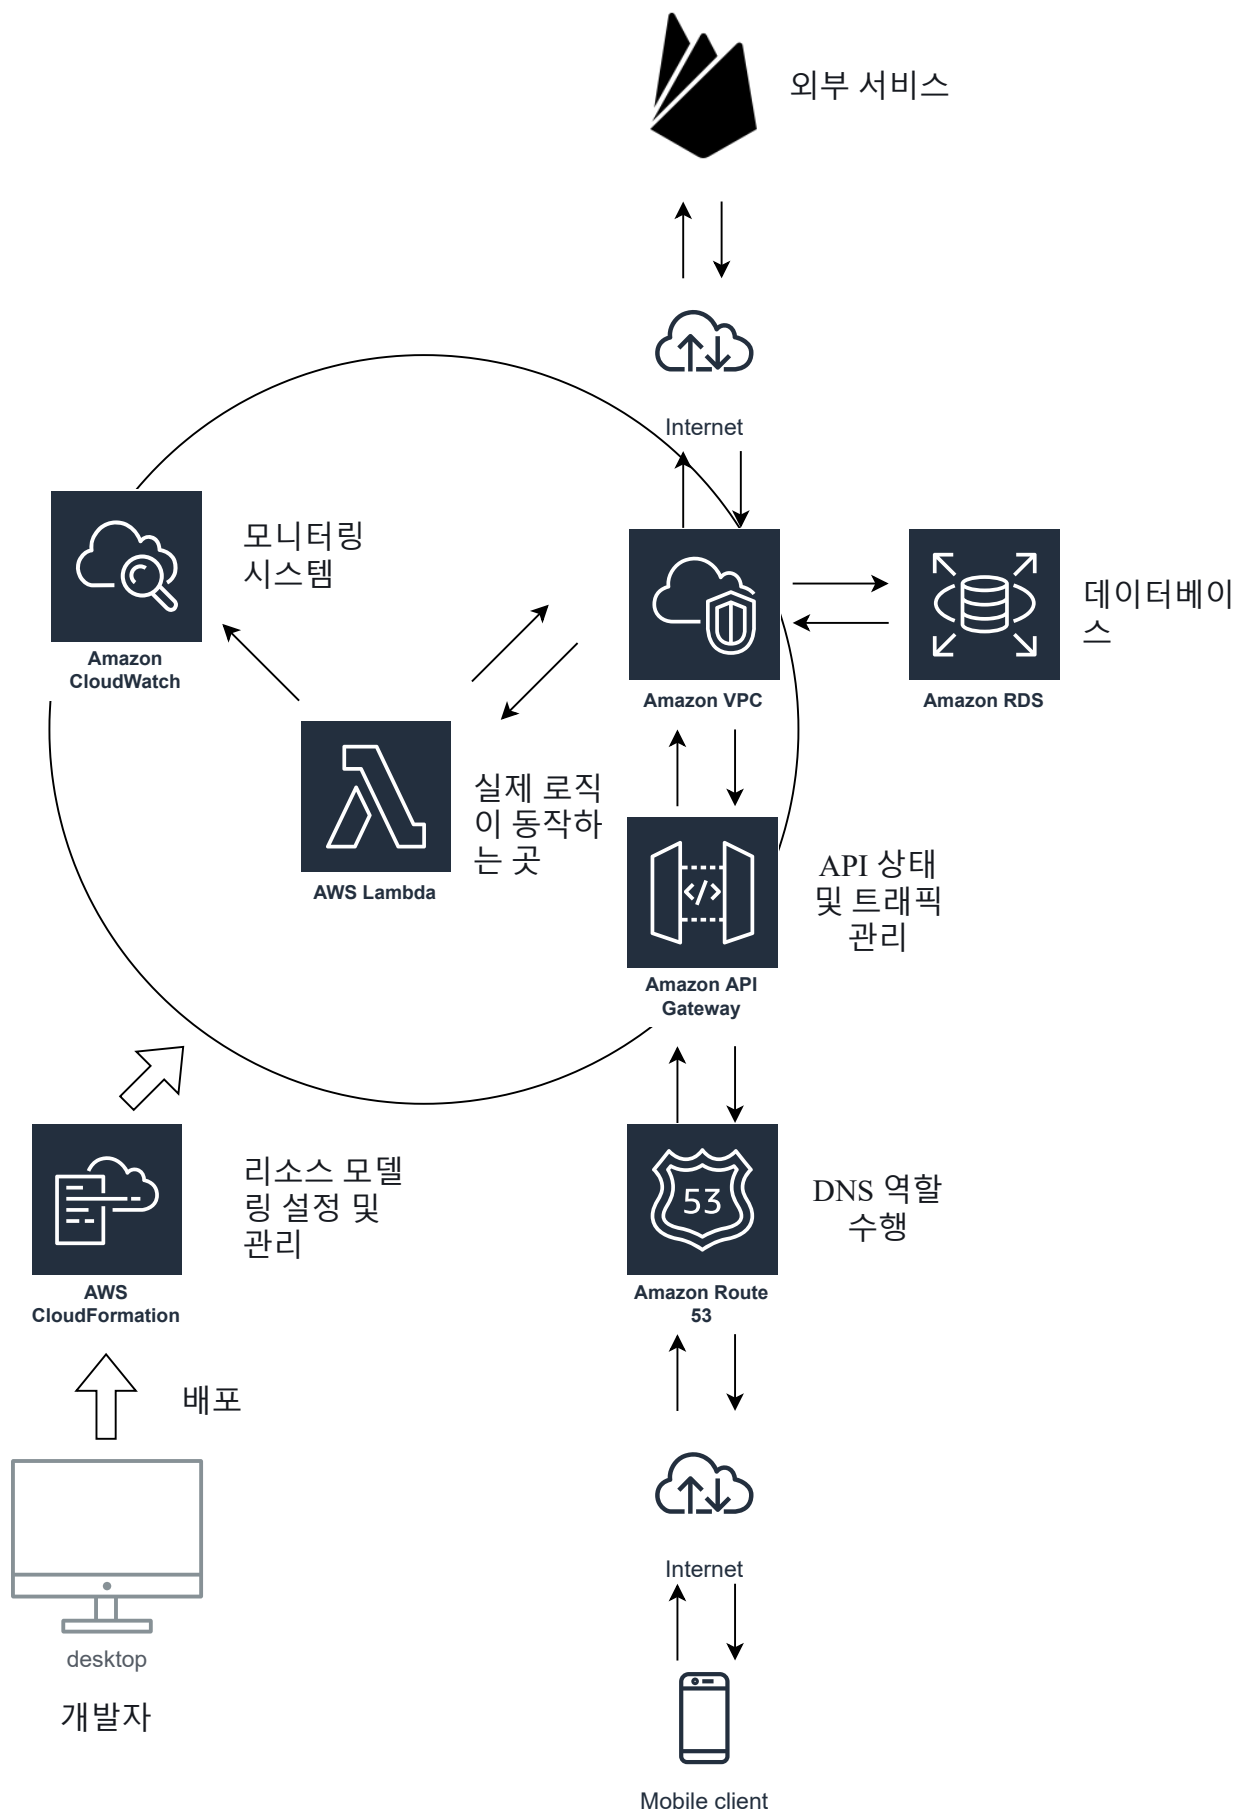 외부 서비스
Internet
모니터링
시스템
Amazon
CloudWatch
Amazon VPC
Amazon RDS
데이터베이
스
AWS Lambda
실제 로직
이 동작하
는 곳
</>
Amazon API
Gateway
API 상태
및 트래픽
관리
AWS
CloudFormation
리소스 모델
링 설정 및
관리
53
Amazon Route
53
DNS 역할
수행
배포
desktop
개발자
Internet
Mobile client